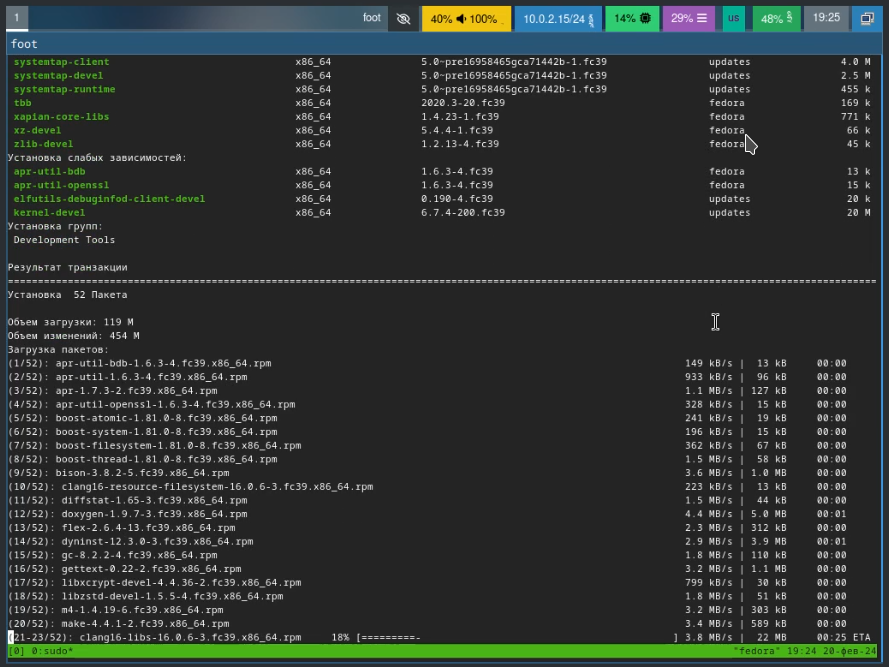 1 foot 40% 100% 10.0.2.15/24 14% 29% us 48% 19:25
foot
systemtap-client x86_64 5.0~pre16958465gca71442b-1.fc39 updates 4.0 M
systemtap-devel x86_64 5.0~pre16958465gca71442b-1.fc39 updates 2.5 M
systemtap-runtime x86_64 5.0~pre16958465gca71442b-1.fc39 updates 455 k
tbb x86_64 2020.3-20.fc39 fedora 169 k
xapian-core-libs x86_64 1.4.23-1.fc39 fedora 771 k
xz-devel x86_64 5.4.4-1.fc39 fedora 66 k
zlib-devel x86_64 1.2.13-4.fc39 fedora 45 k
Установка слабых зависимостей:
apr-util-bdb x86_64 1.6.3-4.fc39 fedora 13 k
apr-util-openssl x86_64 1.6.3-4.fc39 fedora 15 k
elfutils-debuginfod-client-devel x86_64 0.190-4.fc39 updates 20 k
kernel-devel x86_64 6.7.4-200.fc39 updates 20 M
Установка групп:
Development Tools
Результат транзакции
================================================================================
Установка 52 Пакета
Объем загрузки: 119 M
Объем изменений: 454 M
Загрузка пакетов:
(1/52): apr-util-bdb-1.6.3-4.fc39.x86_64.rpm 149 kB/s | 13 kB 00:00
(2/52): apr-util-1.6.3-4.fc39.x86_64.rpm 933 kB/s | 96 kB 00:00
(3/52): apr-1.7.3-2.fc39.x86_64.rpm 1.1 MB/s | 127 kB 00:00
(4/52): apr-util-openssl-1.6.3-4.fc39.x86_64.rpm 328 kB/s | 15 kB 00:00
(5/52): boost-atomic-1.81.0-8.fc39.x86_64.rpm 241 kB/s | 19 kB 00:00
(6/52): boost-system-1.81.0-8.fc39.x86_64.rpm 196 kB/s | 15 kB 00:00
(7/52): boost-filesystem-1.81.0-8.fc39.x86_64.rpm 362 kB/s | 67 kB 00:00
(8/52): boost-thread-1.81.0-8.fc39.x86_64.rpm 1.5 MB/s | 58 kB 00:00
(9/52): bison-3.8.2-5.fc39.x86_64.rpm 3.6 MB/s | 1.0 MB 00:00
(10/52): clang16-resource-filesystem-16.0.6-3.fc39.x86_64.rpm 223 kB/s | 13 kB 00:00
(11/52): diffstat-1.65-3.fc39.x86_64.rpm 1.5 MB/s | 44 kB 00:00
(12/52): doxygen-1.9.7-3.fc39.x86_64.rpm 4.4 MB/s | 5.0 MB 00:01
(13/52): flex-2.6.4-13.fc39.x86_64.rpm 2.3 MB/s | 312 kB 00:00
(14/52): dyninst-12.3.0-3.fc39.x86_64.rpm 2.9 MB/s | 3.9 MB 00:01
(15/52): gc-8.2.2-4.fc39.x86_64.rpm 1.8 MB/s | 110 kB 00:00
(16/52): gettext-0.22-2.fc39.x86_64.rpm 3.2 MB/s | 1.1 MB 00:00
(17/52): libxcrypt-devel-4.4.36-2.fc39.x86_64.rpm 799 kB/s | 30 kB 00:00
(18/52): libzstd-devel-1.5.5-4.fc39.x86_64.rpm 1.8 MB/s | 51 kB 00:00
(19/52): m4-1.4.19-6.fc39.x86_64.rpm 3.2 MB/s | 303 kB 00:00
(20/52): make-4.4.1-2.fc39.x86_64.rpm 3.4 MB/s | 589 kB 00:00
(21-23/52): clang16-libs-16.0.6-3.fc39.x86_64.rpm 18% [=========- ] 3.8 MB/s | 22 MB 00:25 ETA
[0] 0:sudo* "fedora" 19:24 20-фев-24